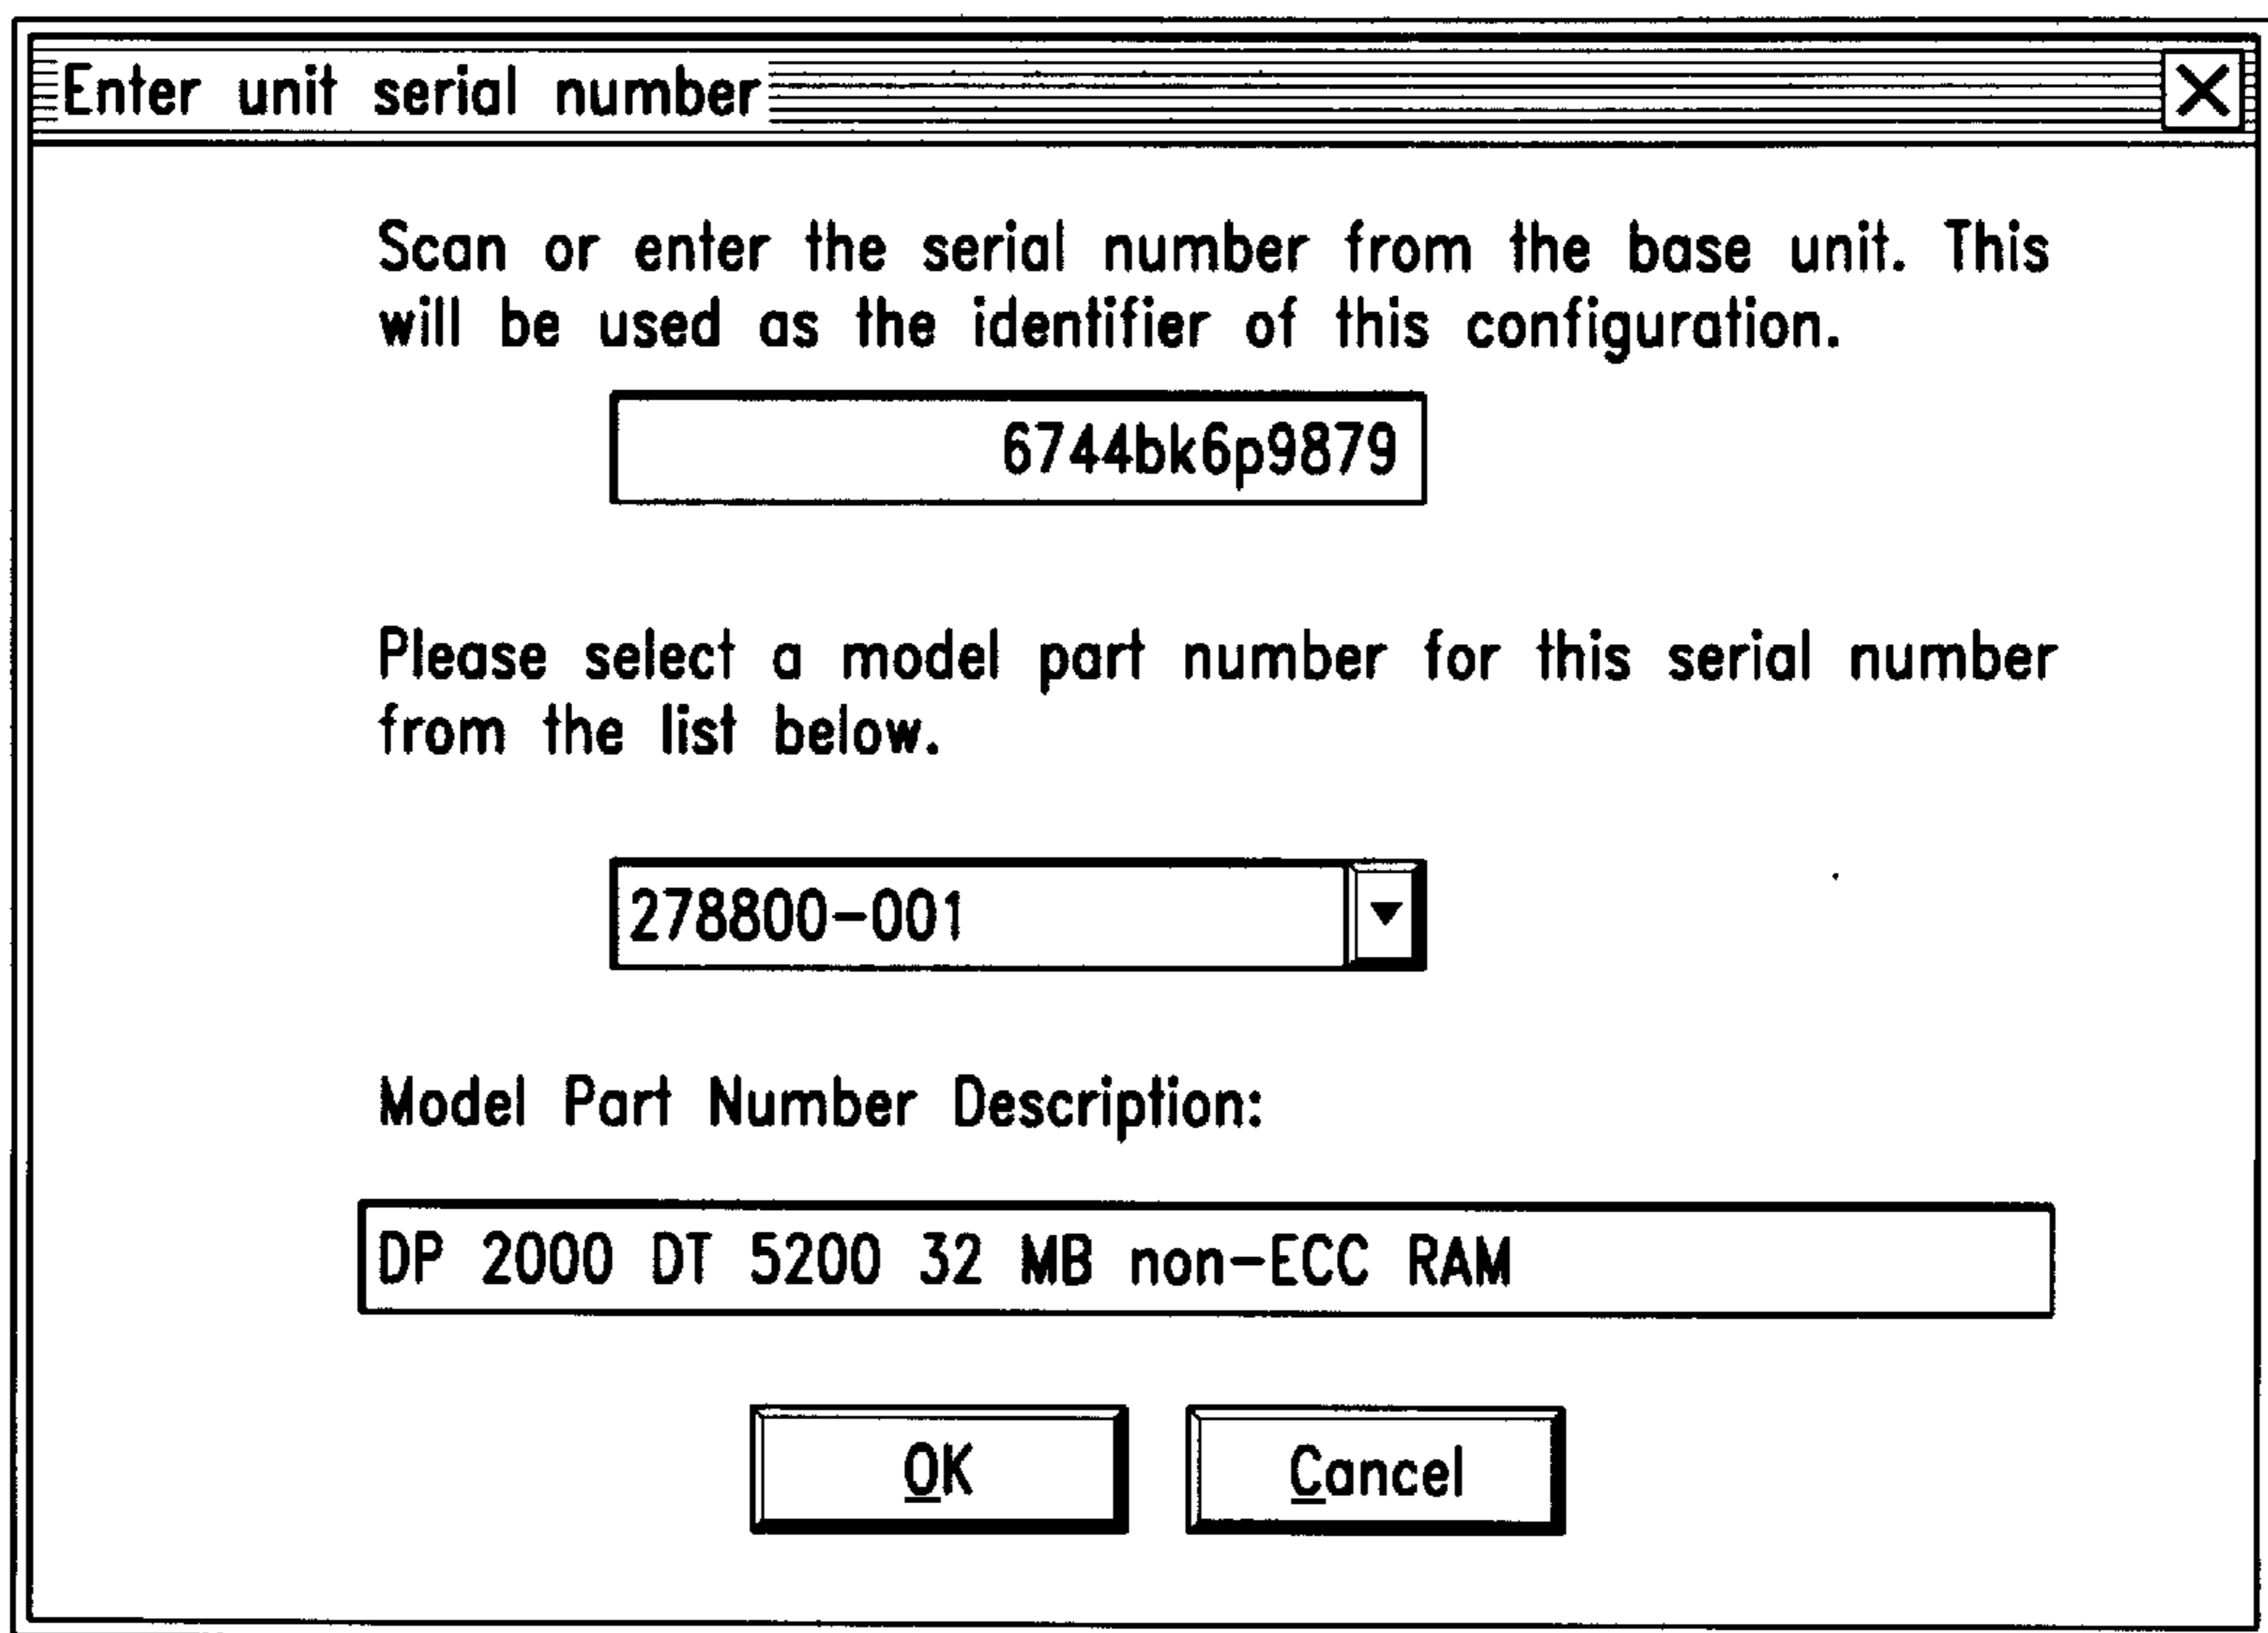 Enter unit serial number
Scan or enter the serial number from the base unit. This
will be used as the identifier of this configuration.
6744bk6p9879
Please select a model part number for this serial number
from the list below.
278800-001
Model Part Number Description:
DP 2000 DT 5200 32 MB non-ECC RAM
OK
Cancel